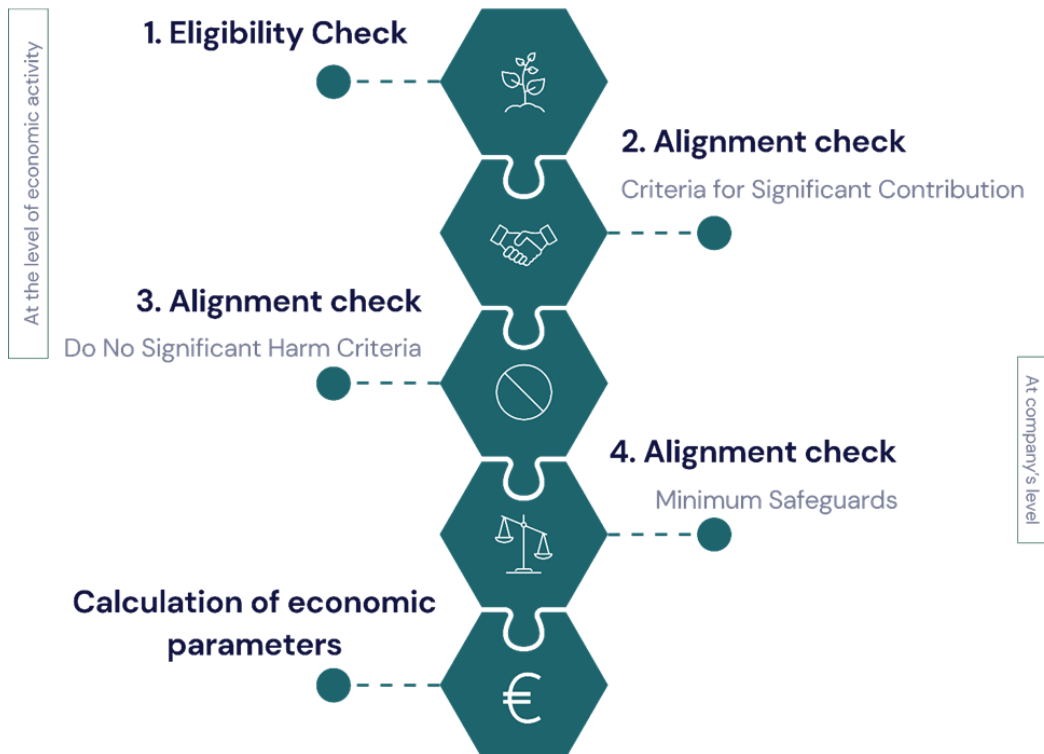 At the level of economic activity
1. Eligibility Check
2. Alignment check
Criteria for Significant Contribution
3. Alignment check
Do No Significant Harm Criteria
At company's level
4. Alignment check
Minimum Safeguards
Calculation of economic
parameters
€